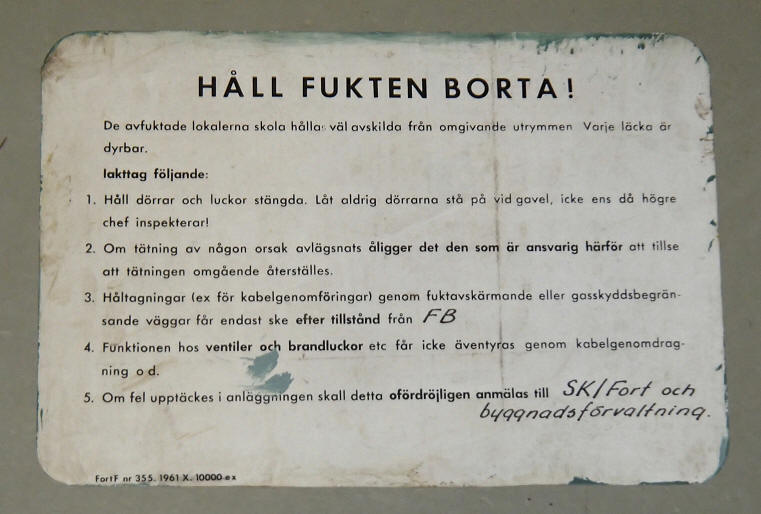 HÅLL FUKTEN BORTA!
De avfuktade lokalerna skola hållas väl avskilda från omgivande utrymmen Varje läcka är
dyrbar.
Iakttag följande:
1. Håll dörrar och luckor stängda. Låt aldrig dörrarna stå på vid gavel, icke ens då högre
chef inspekterar!
2. Om tätning av någon orsak avlägsnats åligger det den som är ansvarig härför att tillse
att tätningen omgående återställes.
3. Håltagningar (ex för kabelgenomföringar) genom fuktavskärmande eller gasskyddsbegrän-
sande väggar får endast ske efter tillstånd från FB
4. Funktionen hos ventiler och brandluckor etc får icke äventyras genom kabelgenomdrag-
ning o d.
5. Om fel upptäckes i anläggningen skall detta ofördröjligen anmälas till SK/Fort och
byggnadsförvaltning.
FortF nr 355. 1961 X. 10000 ex